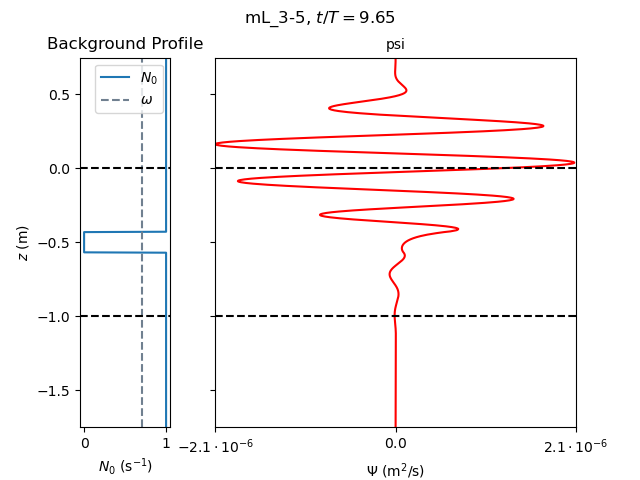 mL_3-5, t/T = 9.65
Background Profile
psi
N₀
ω
0.5
0.0
−0.5
−1.0
−1.5
z (m)
0
1
N₀ (s⁻¹)
−2.1 · 10⁻⁶
0.0
2.1 · 10⁻⁶
Ψ (m²/s)